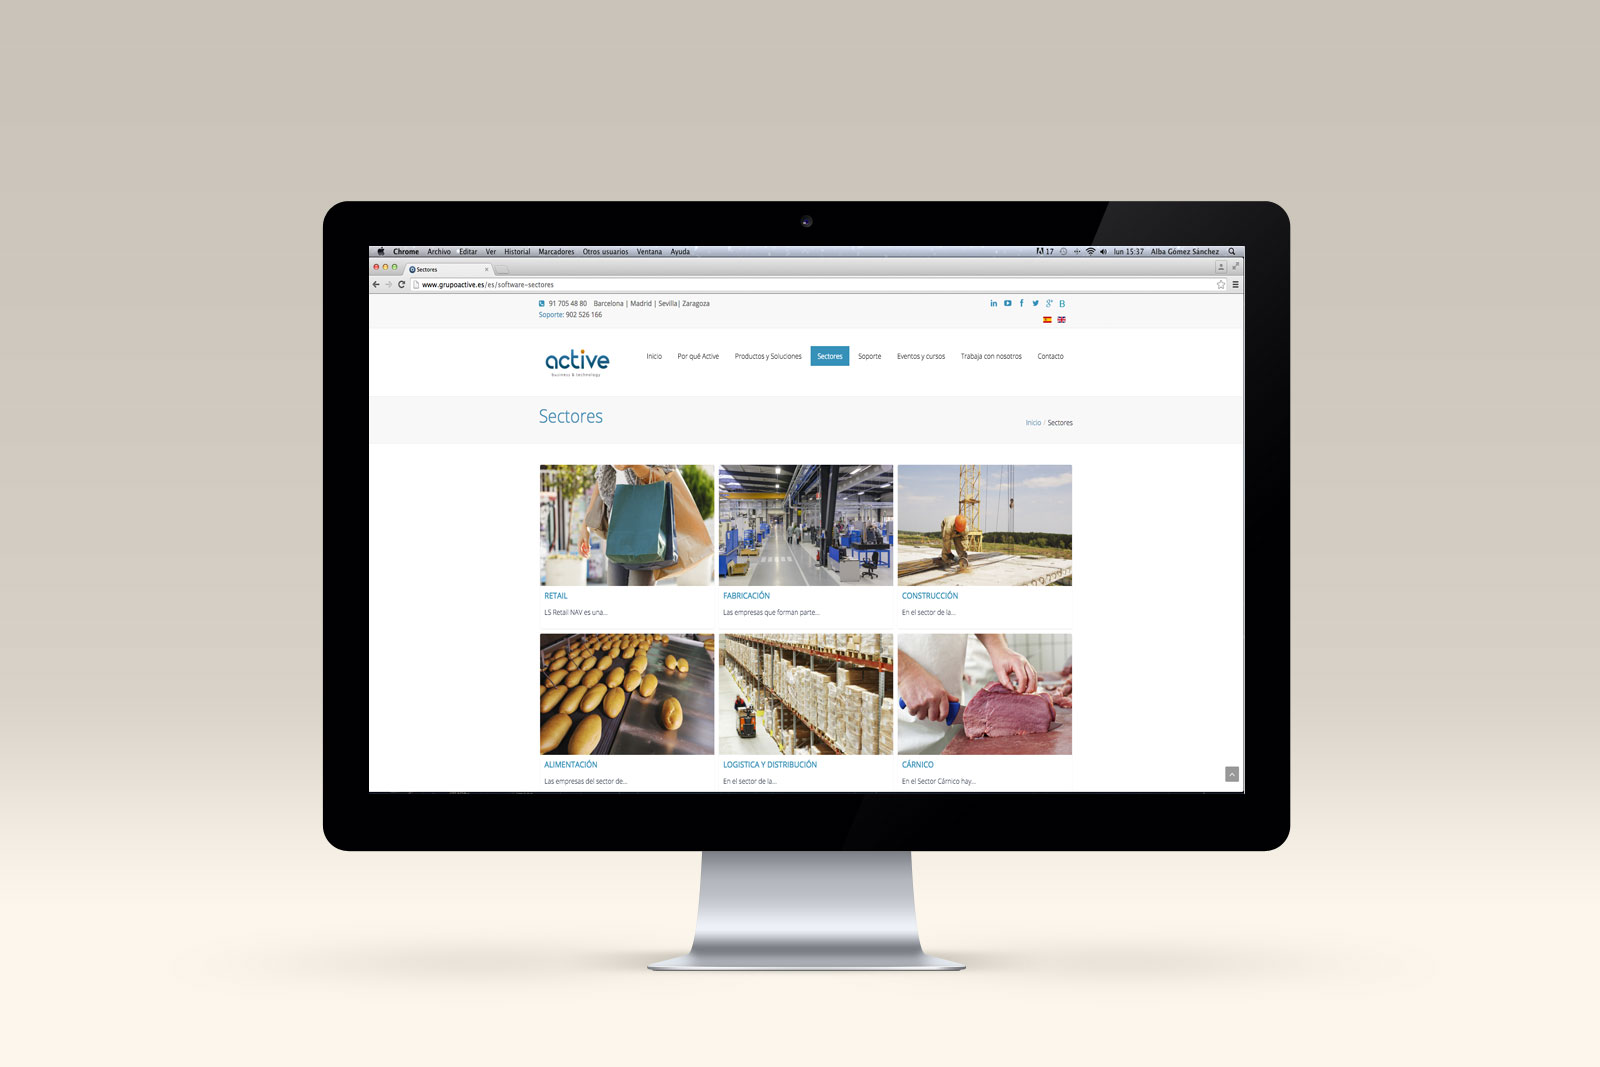 Chrome Archivo Editar Ver Historial Marcadores Otros usuarios Ventana Ayuda 17 lun 15:37 Alba Gómez Sánchez
Sectores
www.grupoactive.es/es/software-sectores
91 705 48 80 Barcelona | Madrid | Sevilla| Zaragoza
Soporte: 902 526 166
active
business & technology
Inicio Por qué Active Productos y Soluciones Sectores Soporte Eventos y cursos Trabaja con nosotros Contacto
Sectores
Inicio / Sectores
RETAIL
LS Retail NAV es una...
FABRICACIÓN
Las empresas que forman parte...
CONSTRUCCIÓN
En el sector de la...
ALIMENTACIÓN
Las empresas del sector de...
LOGISTICA Y DISTRIBUCIÓN
En el sector de la...
CÁRNICO
En el Sector Cárnico hay...